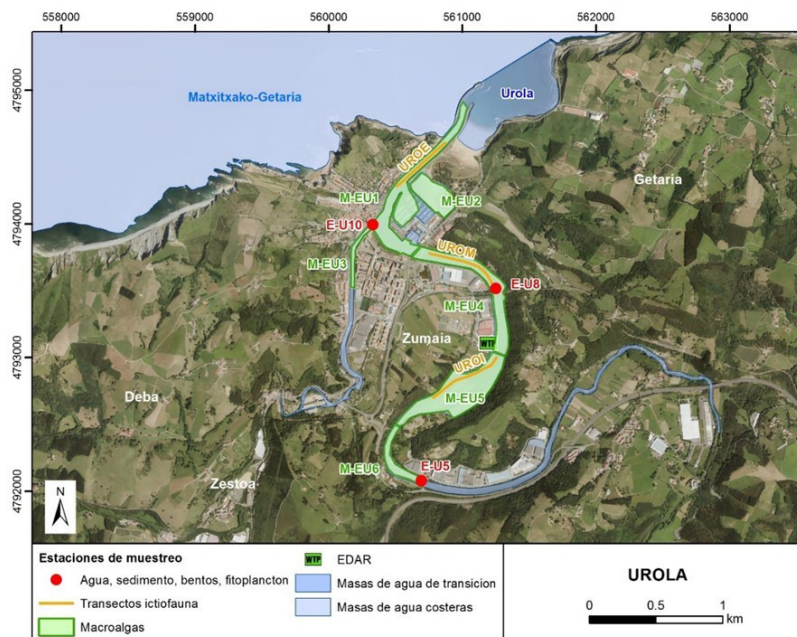 558000 559000 560000 561000 562000 563000
4795000
4794000
4793000
4792000
Matxitxako-Getaria
Urola
UROE
Getaria
M-EU1
M-EU2
E-U10
UROM
M-EU3
E-U8
M-EU4
Zumaia
WTP
UROI
Deba
M-EU5
M-EU6
E-U5
Zestoa
N
Estaciones de muestreo
Agua, sedimento, bentos, fitoplancton
Transectos ictiofauna
Macroalgas
WTP EDAR
Masas de agua de transicion
Masas de agua costeras
UROLA
0 0.5 1
km